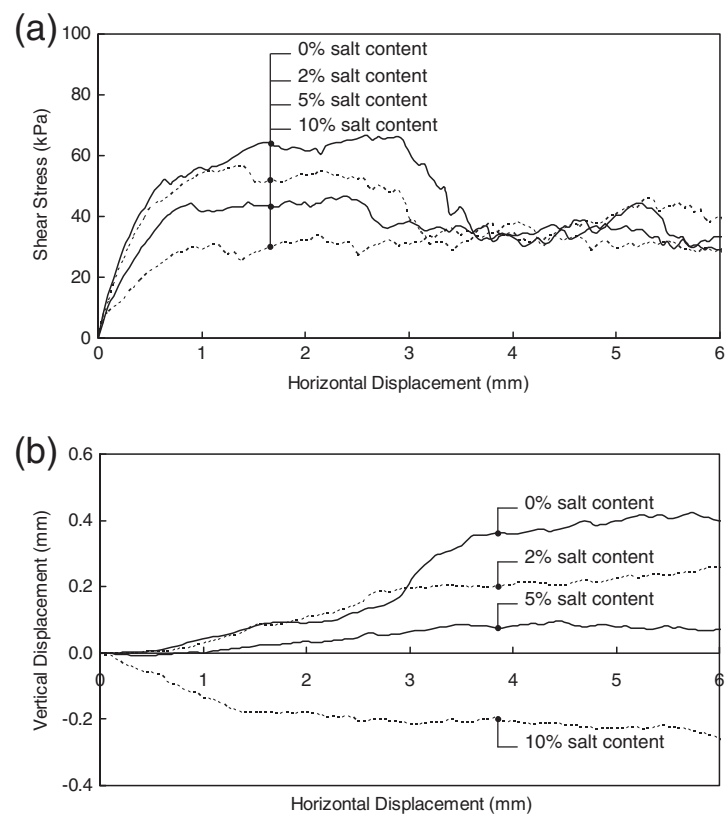 (a)
100
80
60
40
20
0
Shear Stress (kPa)
0% salt content
2% salt content
5% salt content
10% salt content
0 1 2 3 4 5 6
Horizontal Displacement (mm)
(b)
0.6
0.4
0.2
0.0
-0.2
-0.4
Vertical Displacement (mm)
0% salt content
2% salt content
5% salt content
0 1 2 3 4 5 6
10% salt content
Horizontal Displacement (mm)